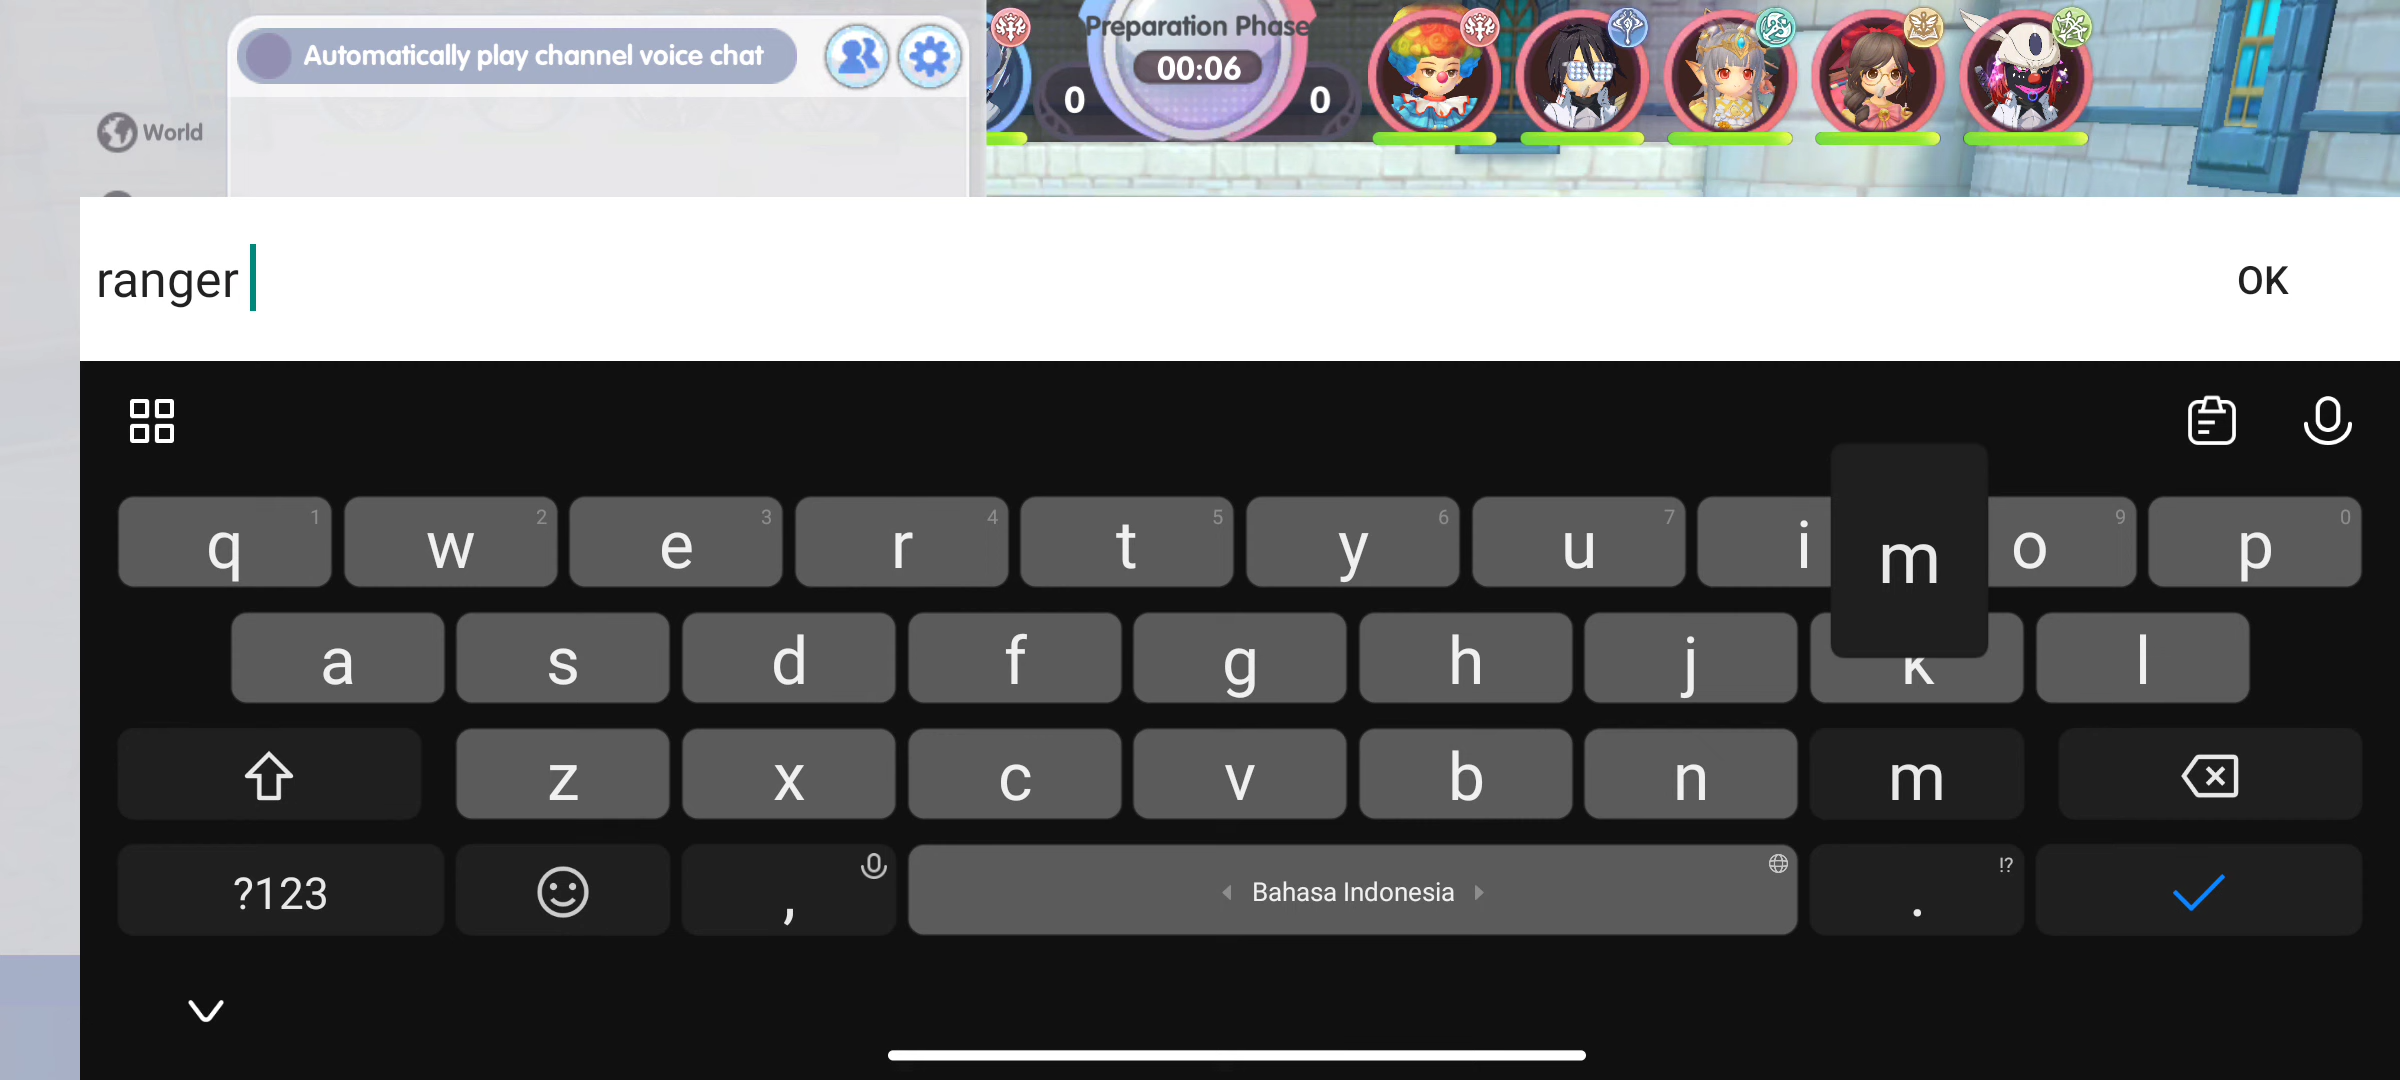 Automatically play channel voice chat
World
Preparation Phase
00:06
0
0
ranger
OK
q 1 w 2 e 3 r 4 t 5 y 6 u 7 i m o 9 p 0
a s d f g h j k l
z x c v b n m
?123 , Bahasa Indonesia . !?